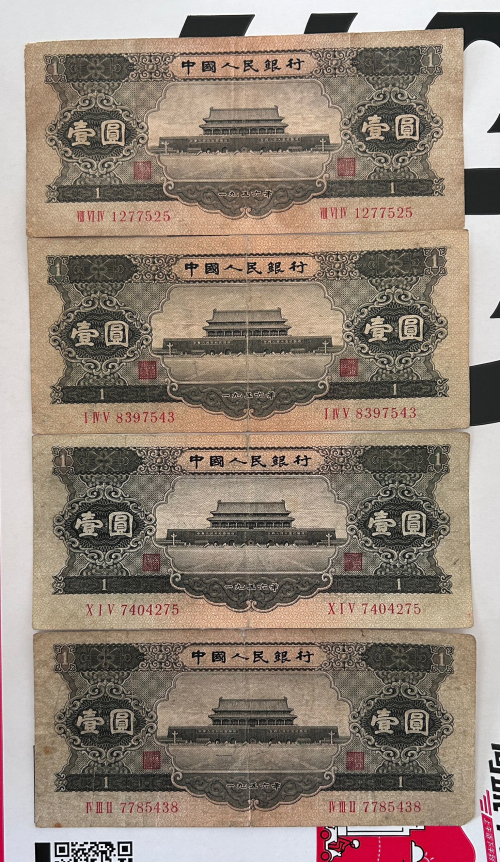 1 中國人民銀行 1
壹圓 壹圓
1 1
一九五六年
Ⅷ Ⅵ Ⅳ 1277525 Ⅷ Ⅵ Ⅳ 1277525
1 中國人民銀行 1
壹圓 壹圓
1 1
一九五六年
Ⅰ Ⅳ Ⅴ 8397543 Ⅰ Ⅳ Ⅴ 8397543
1 中國人民銀行 1
壹圓 壹圓
1 1
一九五六年
Ⅹ Ⅰ Ⅴ 7404275 Ⅹ Ⅰ Ⅴ 7404275
1 中國人民銀行 1
壹圓 壹圓
1 1
一九五六年
Ⅳ Ⅲ Ⅱ 7785438 Ⅳ Ⅲ Ⅱ 7785438